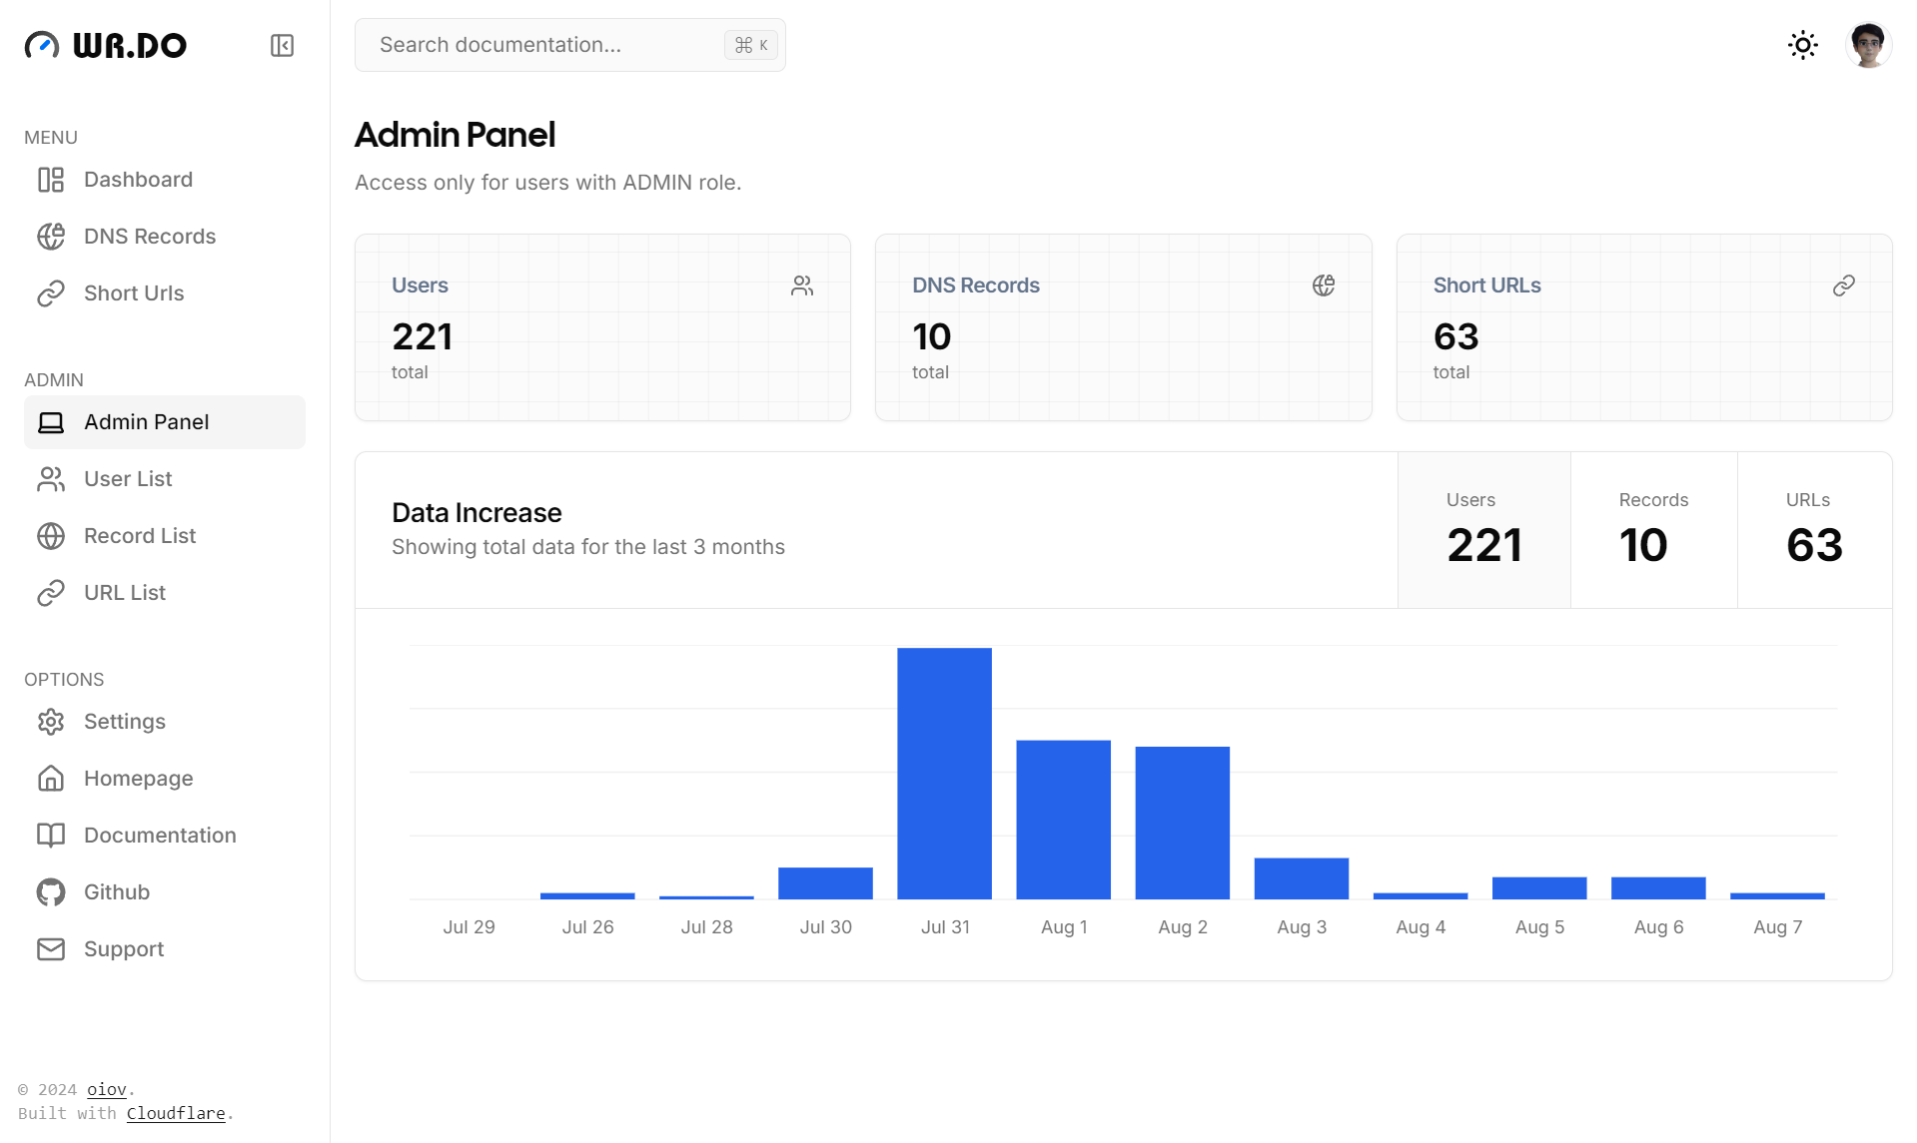 WR.DO
Search documentation...
⌘ K
MENU
Dashboard
DNS Records
Short Urls
ADMIN
Admin Panel
User List
Record List
URL List
OPTIONS
Settings
Homepage
Documentation
Github
Support
© 2024 oiov.
Built with Cloudflare.
Admin Panel
Access only for users with ADMIN role.
Users
221
total
DNS Records
10
total
Short URLs
63
total
Data Increase
Showing total data for the last 3 months
Users
221
Records
10
URLs
63
Jul 29 Jul 26 Jul 28 Jul 30 Jul 31 Aug 1 Aug 2 Aug 3 Aug 4 Aug 5 Aug 6 Aug 7